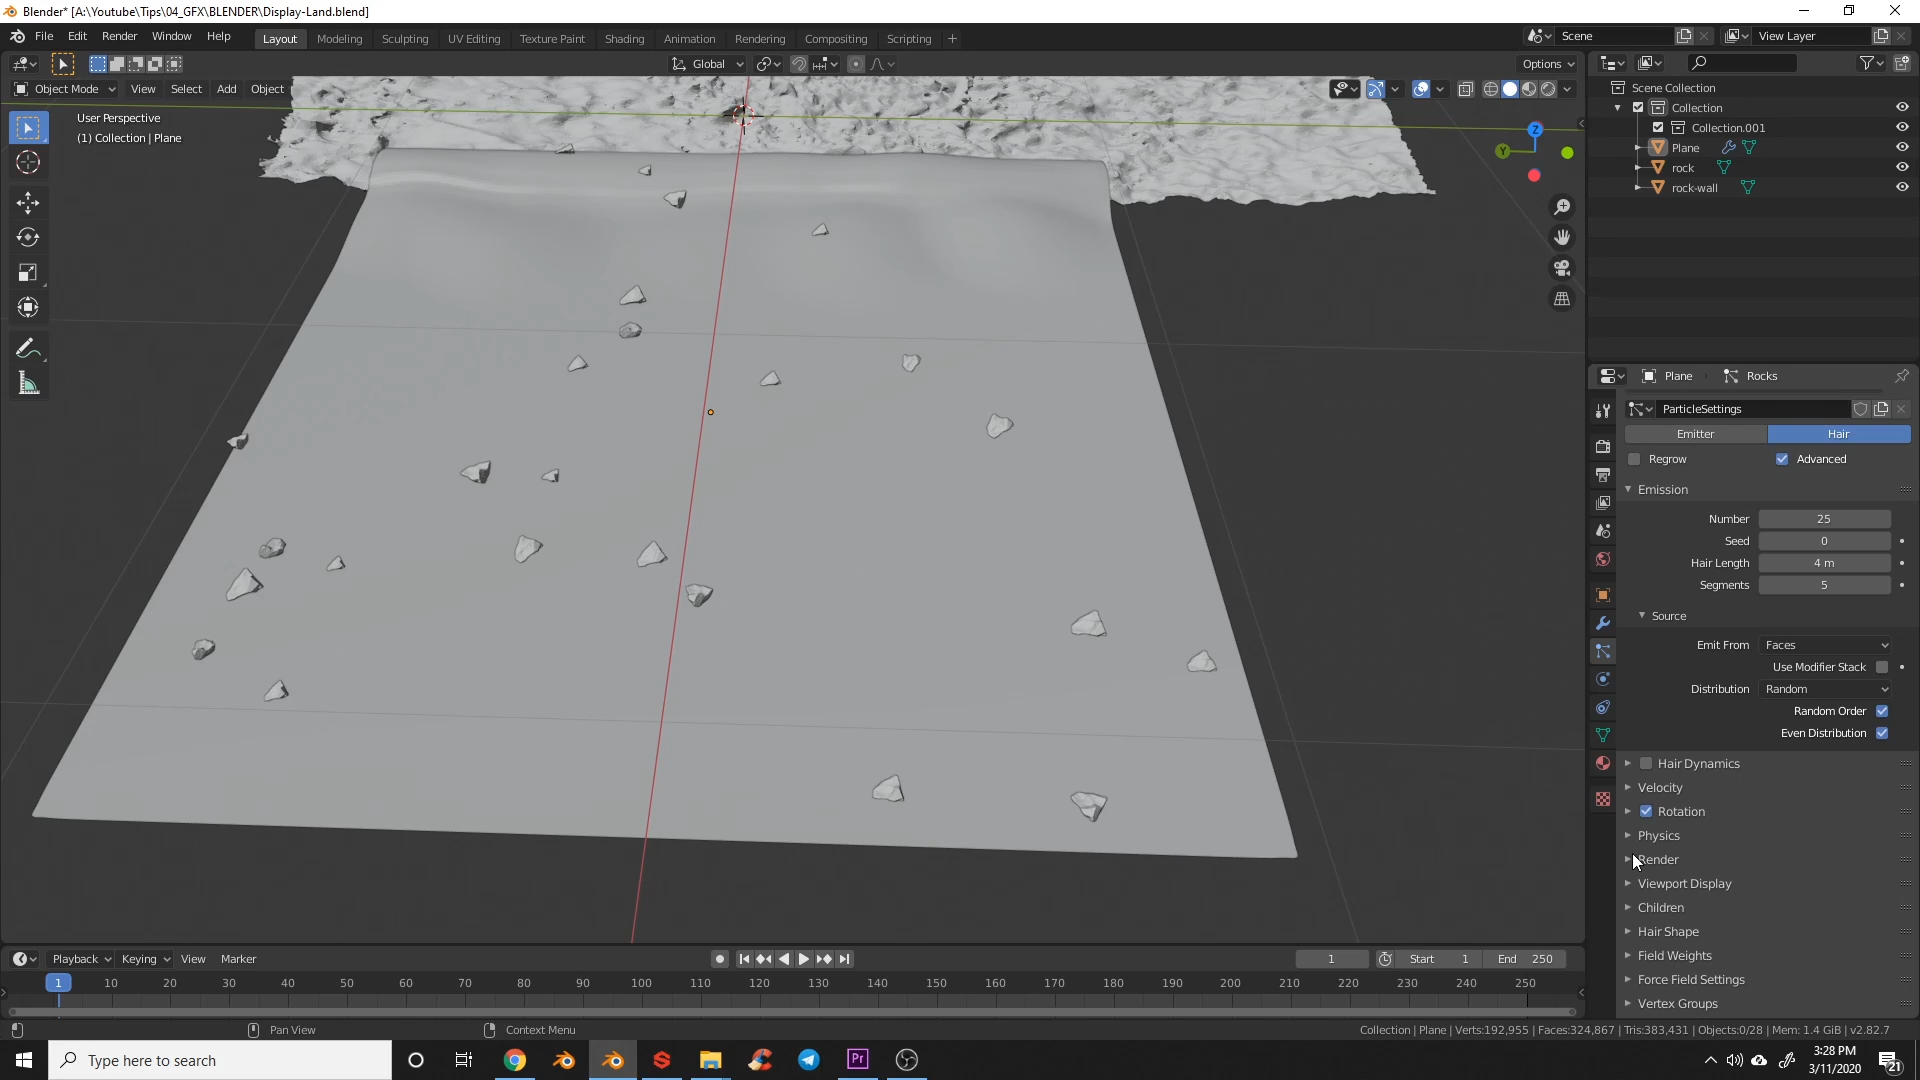 Blender* [A:\Youtube\Tips\04_GFX\BLENDER\Display-Land.blend]
File Edit Render Window Help Layout Modeling Sculpting UV Editing Texture Paint Shading Animation Rendering Compositing Scripting + Scene View Layer
Global Options
Object Mode View Select Add Object
User Perspective
(1) Collection | Plane
Z
Y
Scene Collection
Collection
Collection.001
Plane
rock
rock-wall
Plane Rocks
ParticleSettings
Emitter Hair
Regrow Advanced
Emission
Number 25
Seed 0
Hair Length 4 m
Segments 5
Source
Emit From Faces
Use Modifier Stack
Distribution Random
Random Order
Even Distribution
Hair Dynamics
Velocity
Rotation
Physics
Render
Viewport Display
Children
Hair Shape
Field Weights
Force Field Settings
Vertex Groups
Playback Keying View Marker 1 Start 1 End 250
1 10 20 30 40 50 60 70 80 90 100 110 120 130 140 150 160 170 180 190 200 210 220 230 240 250
Pan View Context Menu Collection | Plane | Verts:192,955 | Faces:324,867 | Tris:383,431 | Objects:0/28 | Mem: 1.4 GiB | v2.82.7
Type here to search
Pr
3:28 PM
3/11/2020
21